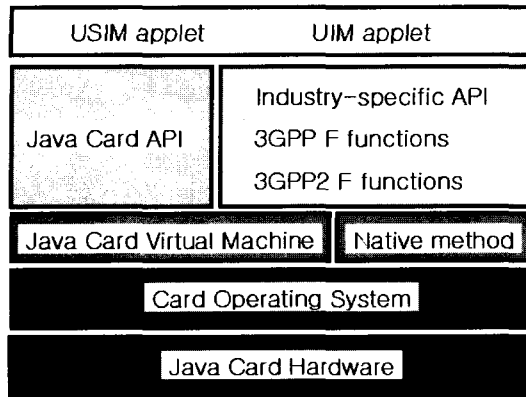 USIM applet UIM applet
Java Card API
Industry-specific API
3GPP F functions
3GPP2 F functions
Java Card Virtual Machine Native method
Card Operating System
Java Card Hardware